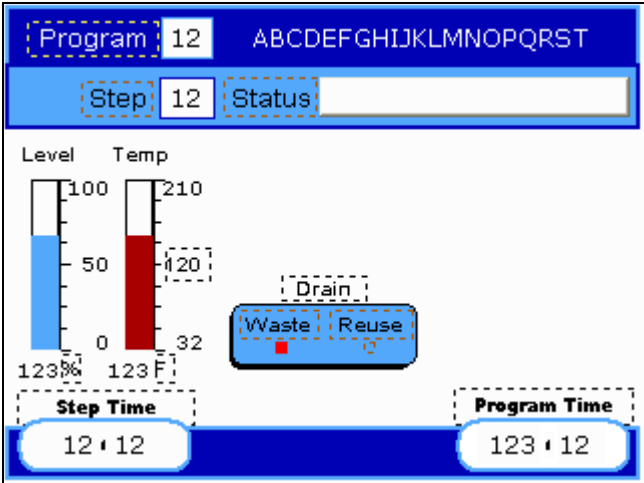 Program 12 ABCDEFGHIJKLMNOPQRST
Step 12 Status
Level Temp
100 210
50 120
Drain
Waste Reuse
0 32
123% 123 F
Step Time Program Time
12 : 12 123 : 12